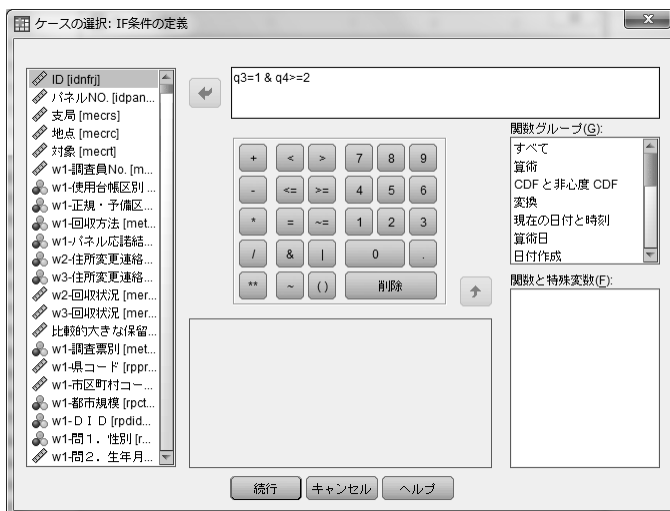 ケースの選択: IF条件の定義
ID [idnfrj]
パネルNO. [idpan...
支局 [mecrs]
地点 [mecrc]
対象 [mecrt]
w1-調査員No. [m...
w1-使用台帳区別 ...
w1-正規・予備区...
w1-回収方法 [met...
w1-パネル応諾結...
w2-住所変更連絡...
w3-住所変更連絡...
w2-回収状況 [mer...
w3-回収状況 [mer...
比較的大きな保留...
w1-調査票別 [met...
w1-県コード [rppr...
w1-市区町村コー...
w1-都市規模 [rpct...
w1-ＤＩＤ [rpdid...
w1-問１．性別 [r...
w1-問２．生年月...
q3=1 & q4>=2
+ < > 7 8 9
- <= >= 4 5 6
* = ~= 1 2 3
/ & | 0 .
** ~ ( ) 削除
関数グループ(G):
すべて
算術
CDF と非心度 CDF
変換
現在の日付と時刻
算術日
日付作成
関数と特殊変数(F):
続行 キャンセル ヘルプ